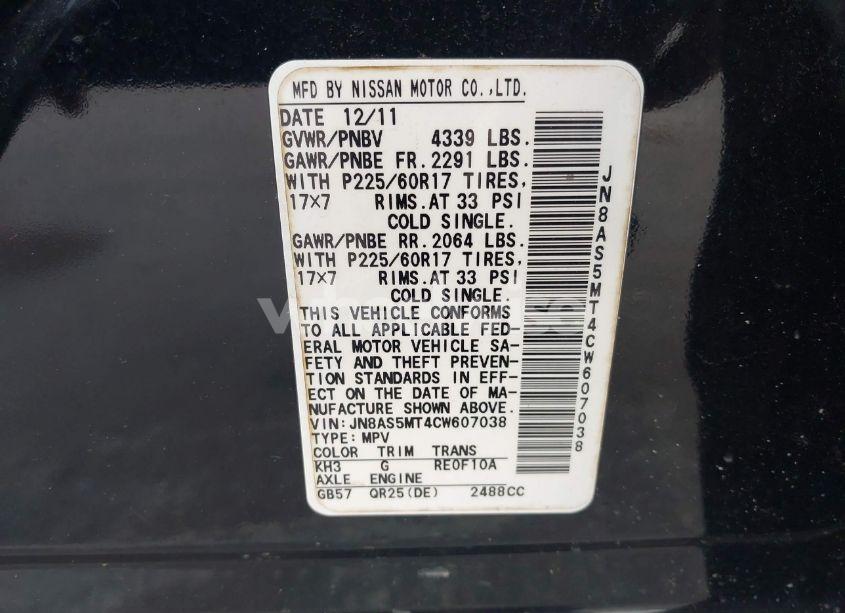 MFD BY NISSAN MOTOR CO.,LTD.
DATE 12/11
GVWR/PNBV 4339 LBS.
GAWR/PNBE FR.2291 LBS.
WITH P225/60R17 TIRES,
17×7 RIMS.AT 33 PSI
COLD SINGLE.
GAWR/PNBE RR.2064 LBS.
WITH P225/60R17 TIRES,
17×7 RIMS.AT 33 PSI
COLD SINGLE.
THIS VEHICLE CONFORMS
TO ALL APPLICABLE FED-
ERAL MOTOR VEHICLE SA-
FETY AND THEFT PREVEN-
TION STANDARDS IN EFF-
ECT ON THE DATE OF MA-
NUFACTURE SHOWN ABOVE.
VIN:JN8AS5MT4CW607038
TYPE:MPV
COLOR TRIM TRANS
KH3 G RE0F10A
AXLE ENGINE
GB57 QR25(DE) 2488CC
JN8AS5MT4CW607038